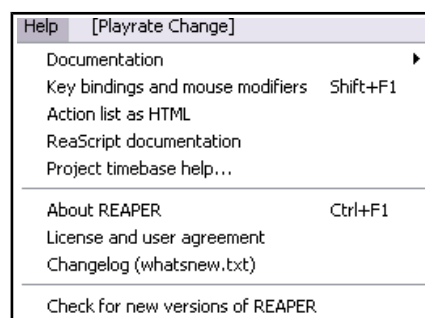 Help [Playrate Change]
Documentation
Key bindings and mouse modifiers Shift+F1
Action list as HTML
ReaScript documentation
Project timebase help...
About REAPER Ctrl+F1
License and user agreement
Changelog (whatsnew.txt)
Check for new versions of REAPER